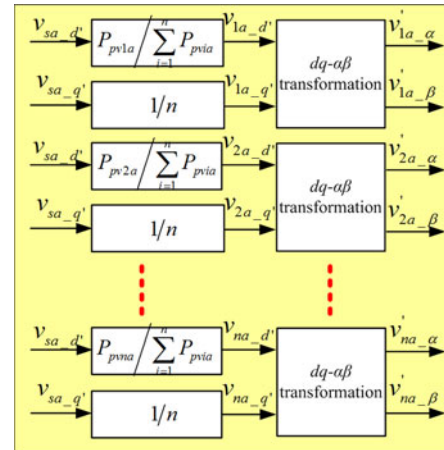 v_{sa_d'} P_{pv1a} / \sum_{i=1}^{n} P_{pvia} v_{1a_d'} dq-αβ transformation v'_{1a_α}
v_{sa_q'} 1/n v_{1a_q'} v'_{1a_β}
v_{sa_d'} P_{pv2a} / \sum_{i=1}^{n} P_{pvia} v_{2a_d'} dq-αβ transformation v'_{2a_α}
v_{sa_q'} 1/n v_{2a_q'} v'_{2a_β}
v_{sa_d'} P_{pvna} / \sum_{i=1}^{n} P_{pvia} v_{na_d'} dq-αβ transformation v'_{na_α}
v_{sa_q'} 1/n v_{na_q'} v'_{na_β}